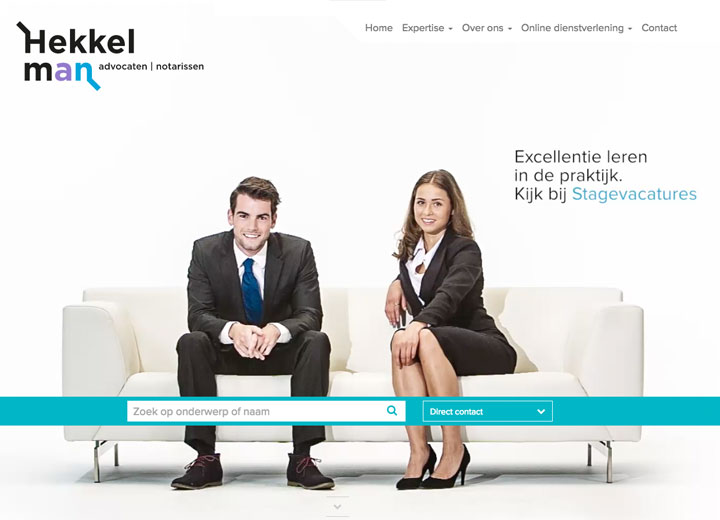 Hekkel
man
advocaten | notarissen
Home Expertise Over ons Online dienstverlening Contact
Excellentie leren
in de praktijk.
Kijk bij Stagevacatures
Zoek op onderwerp of naam
Direct contact